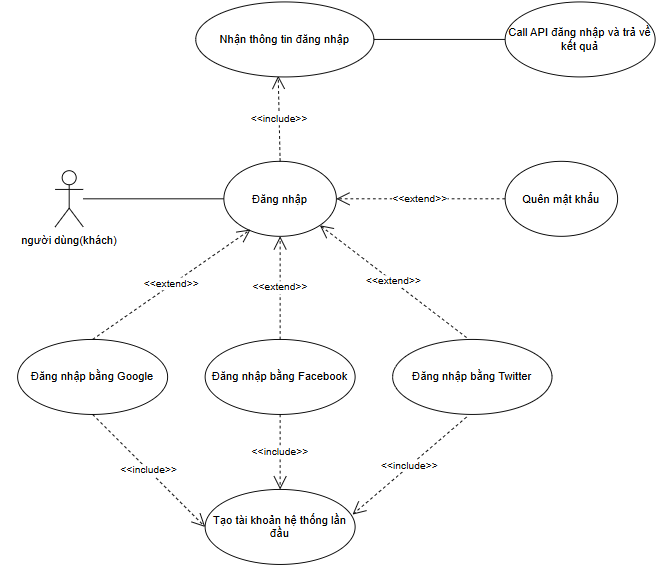 Nhận thông tin đăng nhập
Call API đăng nhập và trả về
kết quả
<<include>>
Đăng nhập
<<extend>>
Quên mật khẩu
người dùng(khách)
<<extend>>
<<extend>>
<<extend>>
Đăng nhập bằng Google
Đăng nhập bằng Facebook
Đăng nhập bằng Twitter
<<include>>
<<include>>
<<include>>
Tạo tài khoản hệ thống lần
đầu